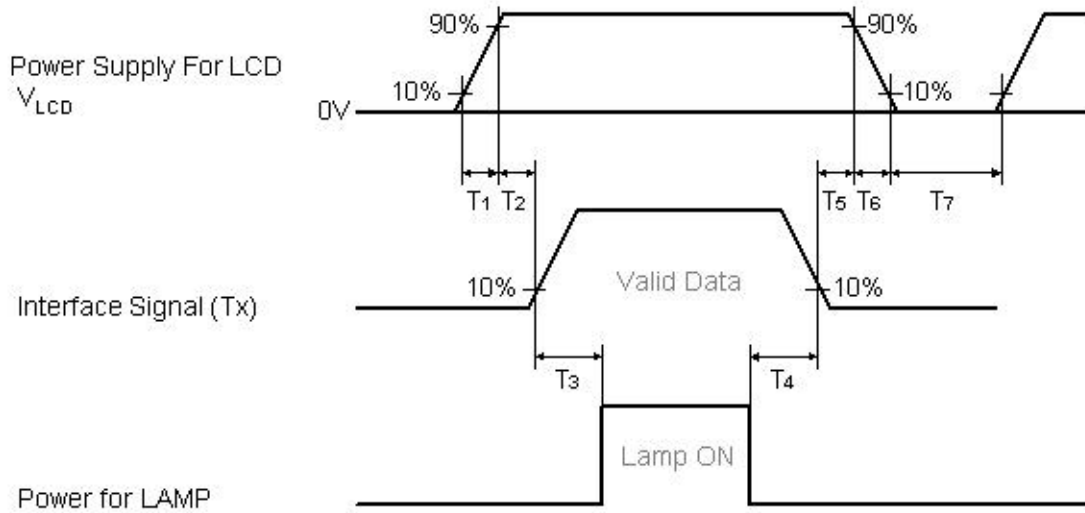 90% 90%
Power Supply For LCD
10% 10%
VLCD
0V
T1 T2 T5 T6 T7
Valid Data
10% 10%
Interface Signal (Tx)
T3 T4
Lamp ON
Power for LAMP